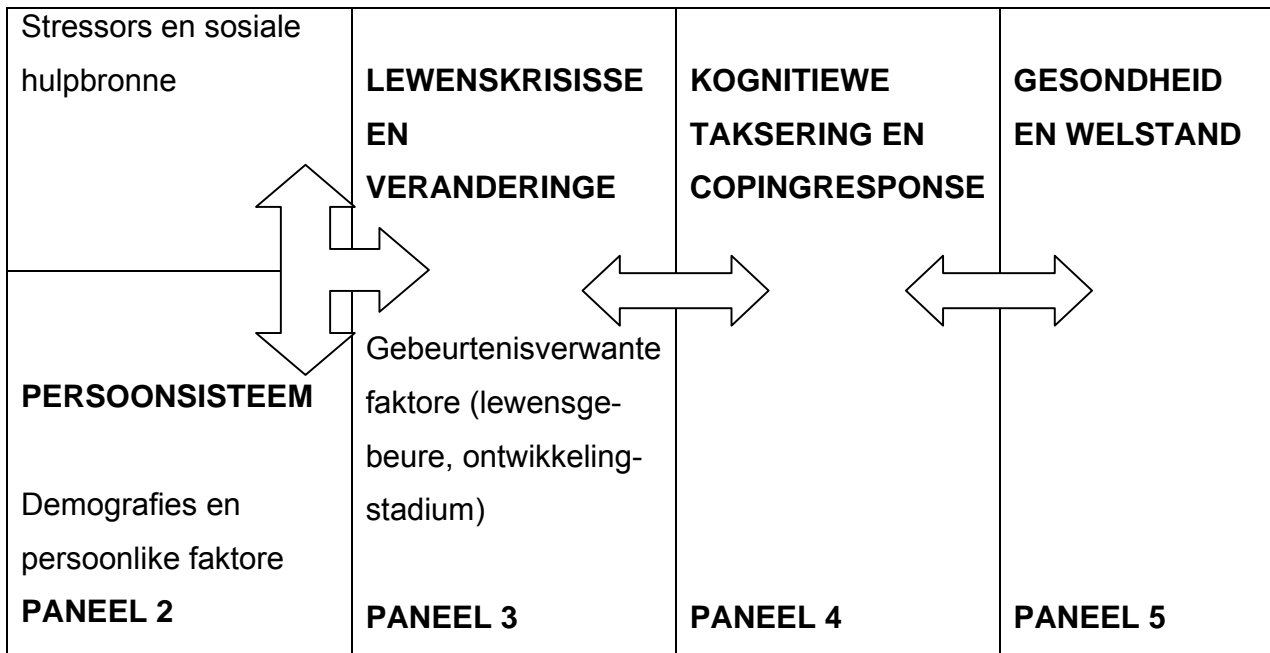 Stressors en sosiale
hulpbronne
PERSOONSISTEEM
Demografies en
persoonlike faktore
PANEEL 2
LEWENSKRISISSE
EN
VERANDERINGE
Gebeurtenisverwante
faktore (lewensge-
beure, ontwikkeling-
stadium)
PANEEL 3
KOGNITIEWE
TAKSERING EN
COPINGRESPONSE
PANEEL 4
GESONDHEID
EN WELSTAND
PANEEL 5